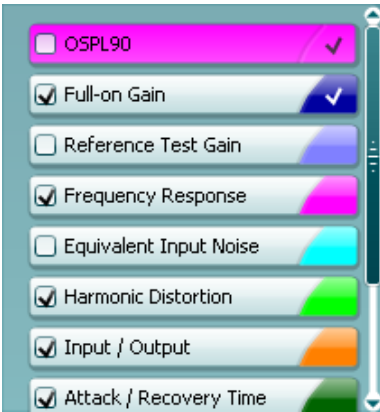 OSPL90
Full-on Gain
Reference Test Gain
Frequency Response
Equivalent Input Noise
Harmonic Distortion
Input / Output
Attack / Recovery Time